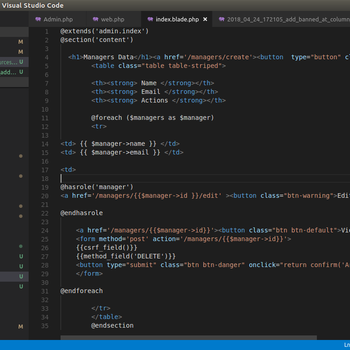 Visual Studio Code
Admin.php web.php index.blade.php × 2018_04_24_172105_add_banned_at_column
1 @extends('admin.index')
2 @section('content')
3
4 <h1>Managers Data</h1><a href='/managers/create'><button type="button" c
5 <table class="table table-striped">
6
7 <th><strong> Name </strong></th>
8 <th><strong> Email </strong></th>
9 <th><strong> Actions </strong></th>
10
11 @foreach ($managers as $manager)
12 <tr>
13
14 <td> {{ $manager->name }} </td>
15 <td> {{ $manager->email }} </td>
16
17 <td>
18
19 @hasrole('manager')
20 <a href='/managers/{{$manager->id }}/edit' ><button class="btn-warning">Edi
21
22 @endhasrole
23
24 <a href='/managers/{{$manager->id}}'><button class="btn btn-default">Vi
25 <form method='post' action='/managers/{{$manager->id}}'>
26 {{csrf_field()}}
27 {{method_field('DELETE')}}
28 <button type="submit" class="btn btn-danger" onclick="return confirm('A
29 </form>
30
31 @endforeach
32
33 </tr>
34 </table>
35 @endsection
M
M
otes... U
add... U
U
M
U
U
U
U
M
M
Li